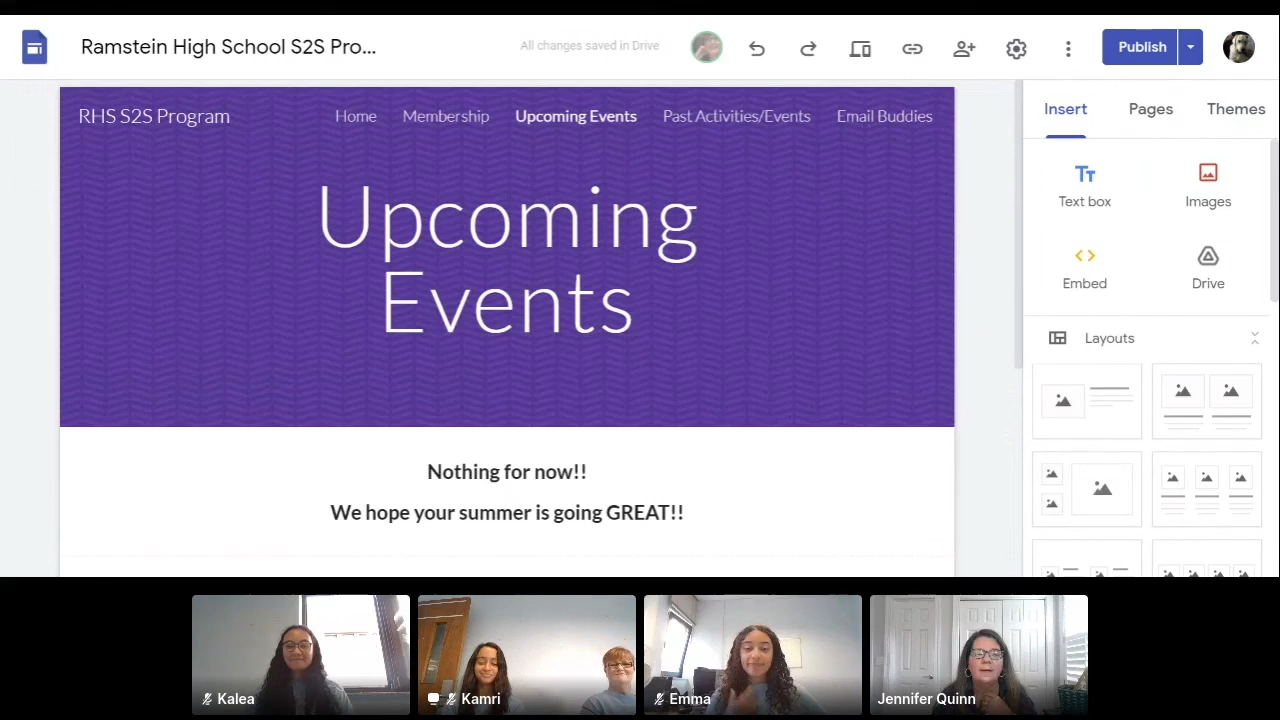 Ramstein High School S2S Pro...
All changes saved in Drive
Publish
RHS S2S Program
Home
Membership
Upcoming Events
Past Activities/Events
Email Buddies
Upcoming
Events
Nothing for now!!
We hope your summer is going GREAT!!
Insert
Pages
Themes
Text box
Images
Embed
Drive
Layouts
Kalea
Kamri
Emma
Jennifer Quinn